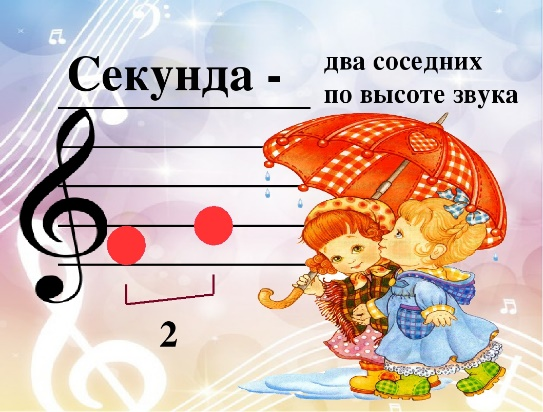 Секунда -
два соседних
по высоте звука
2